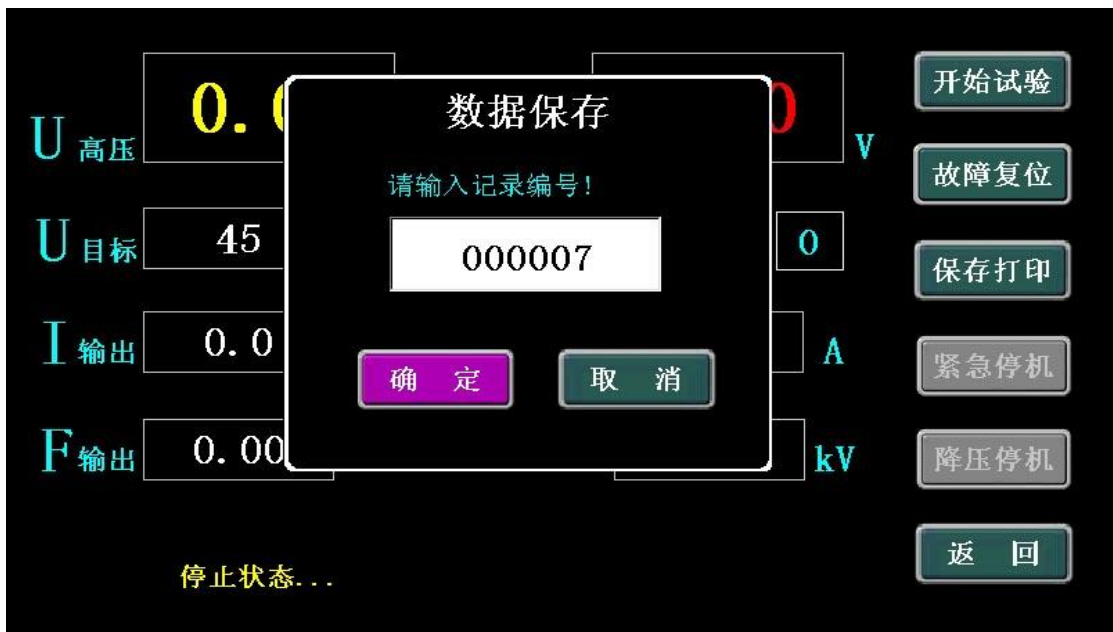 数据保存
请输入记录编号!
000007
确 定
取 消
U 高压
0.0
0
V
U 目标
45
0
I 输出
0.0
A
F 输出
0.00
kV
停止状态...
开始试验
故障复位
保存打印
紧急停机
降压停机
返 回